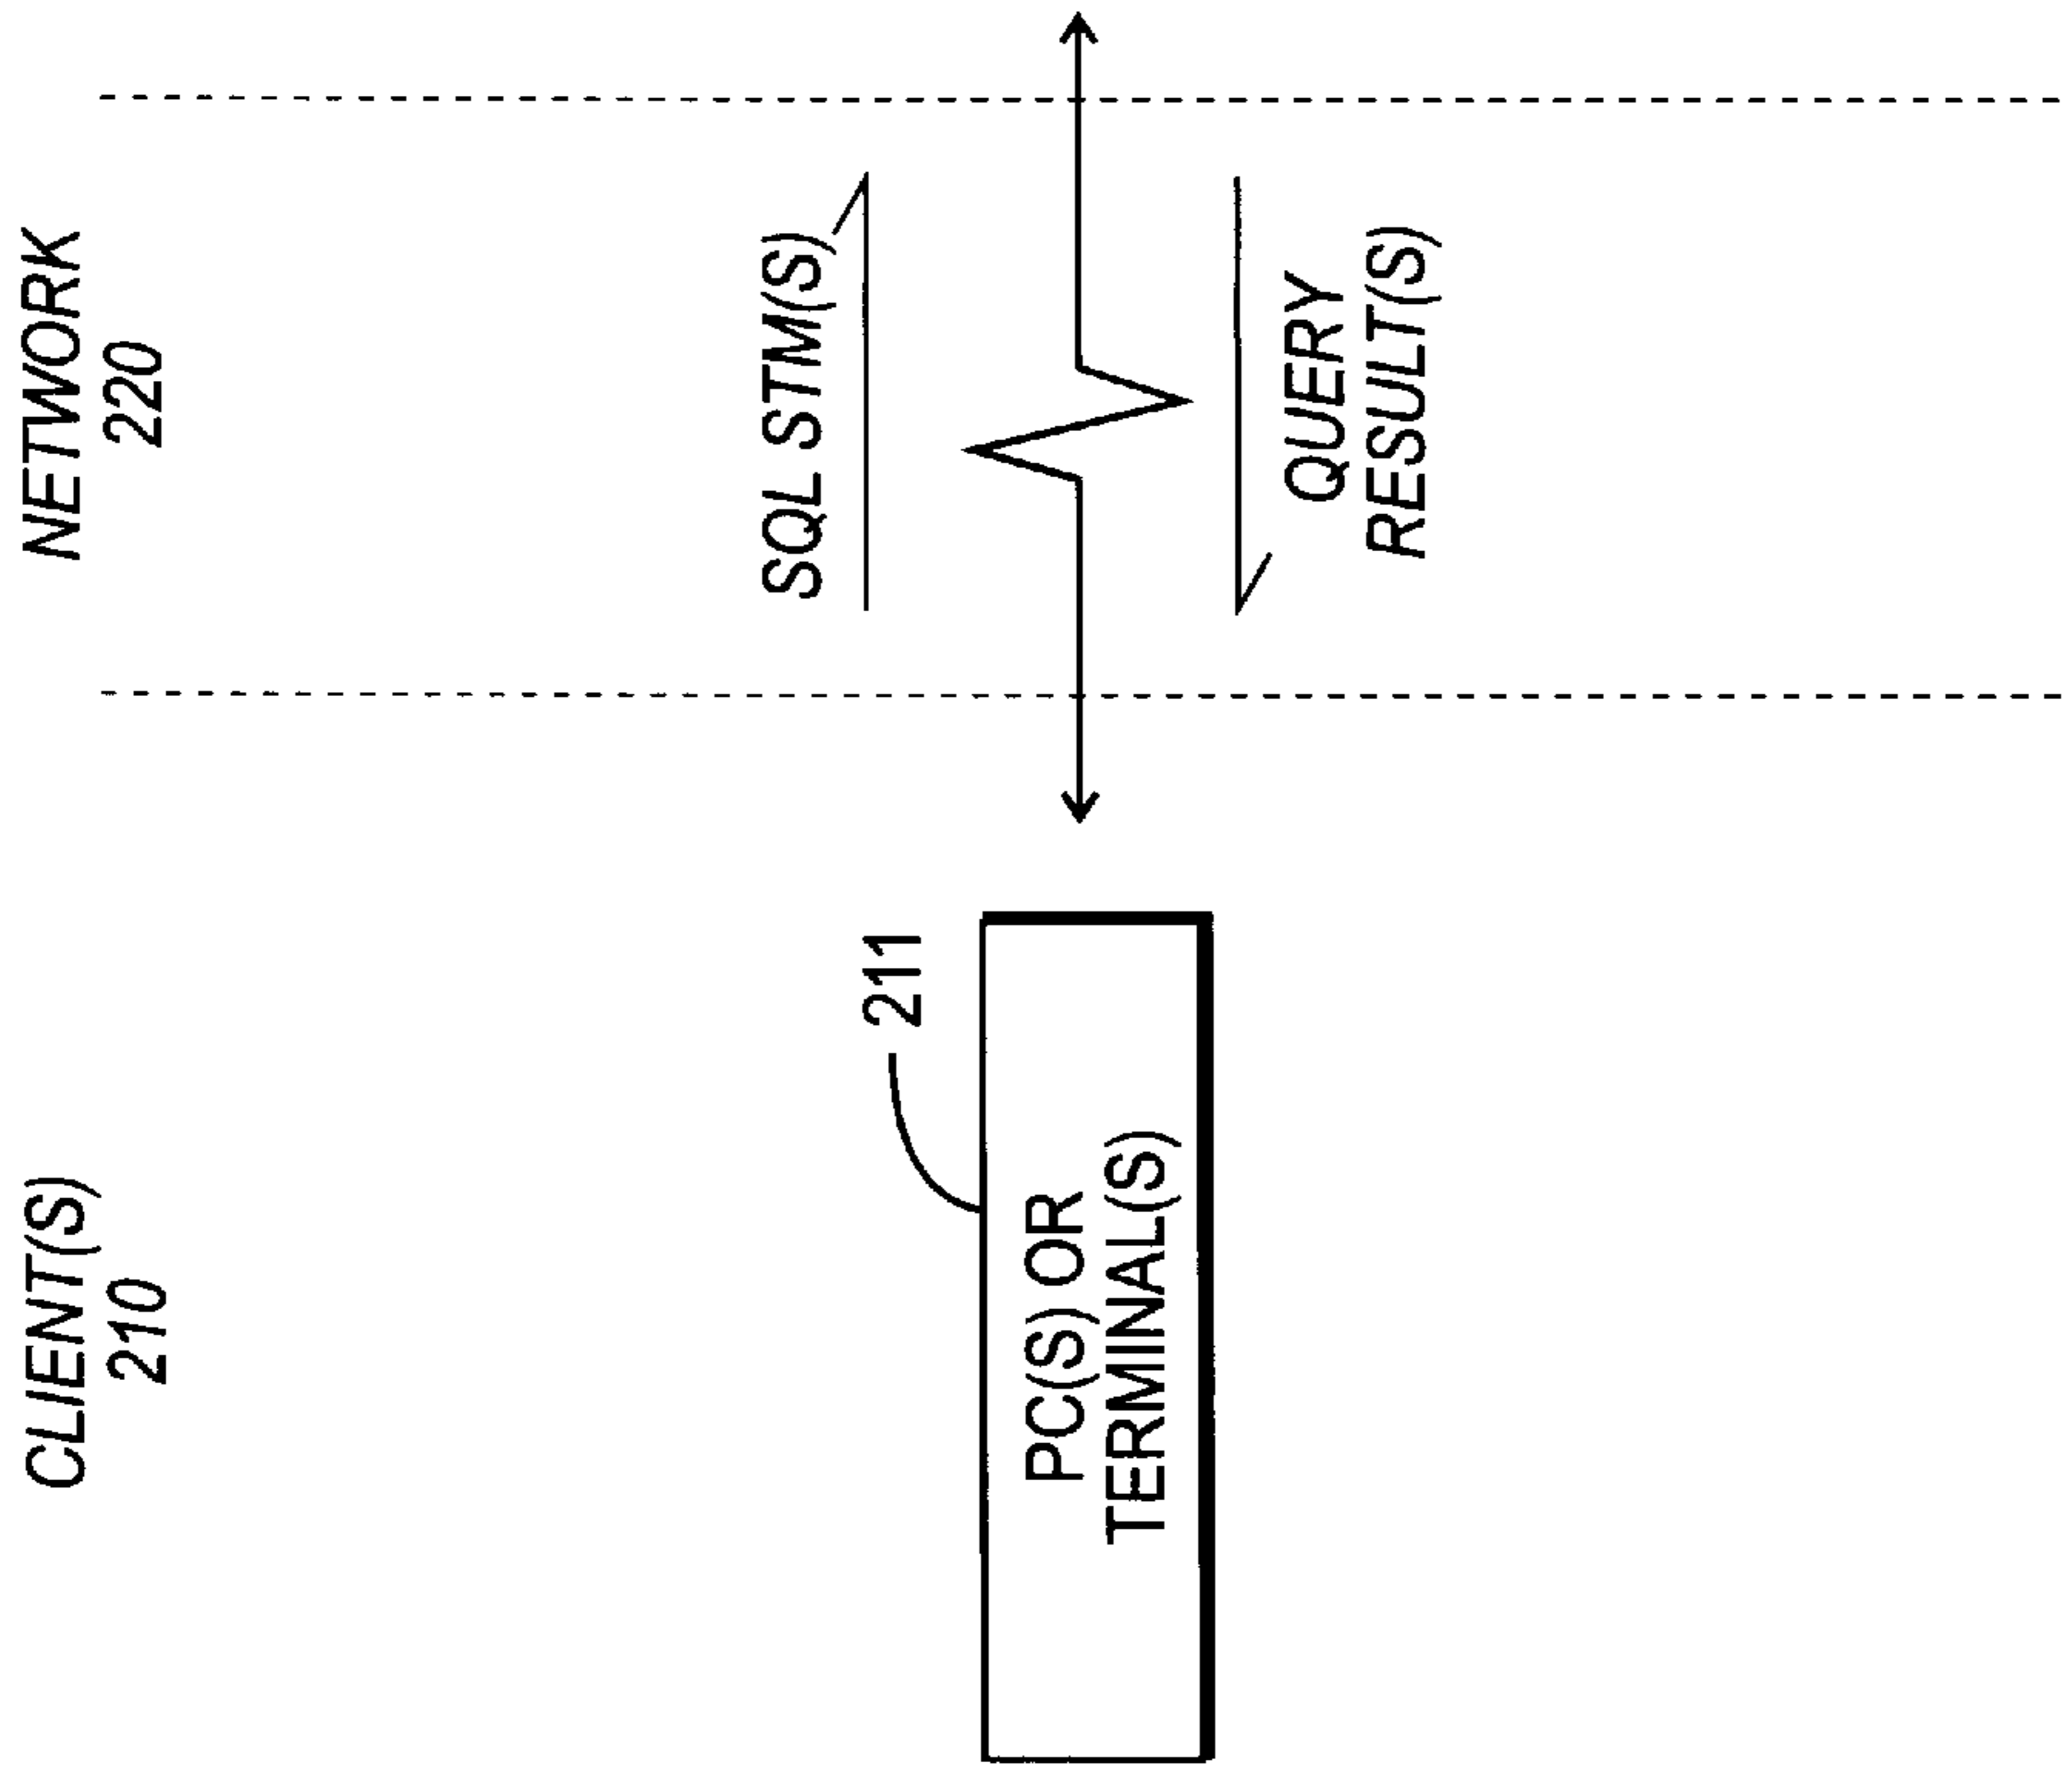 CLIENT(S)
210
NETWORK
220
SQL STM(S)
211
PC(S) OR
TERMINAL(S)
QUERY
RESULT(S)